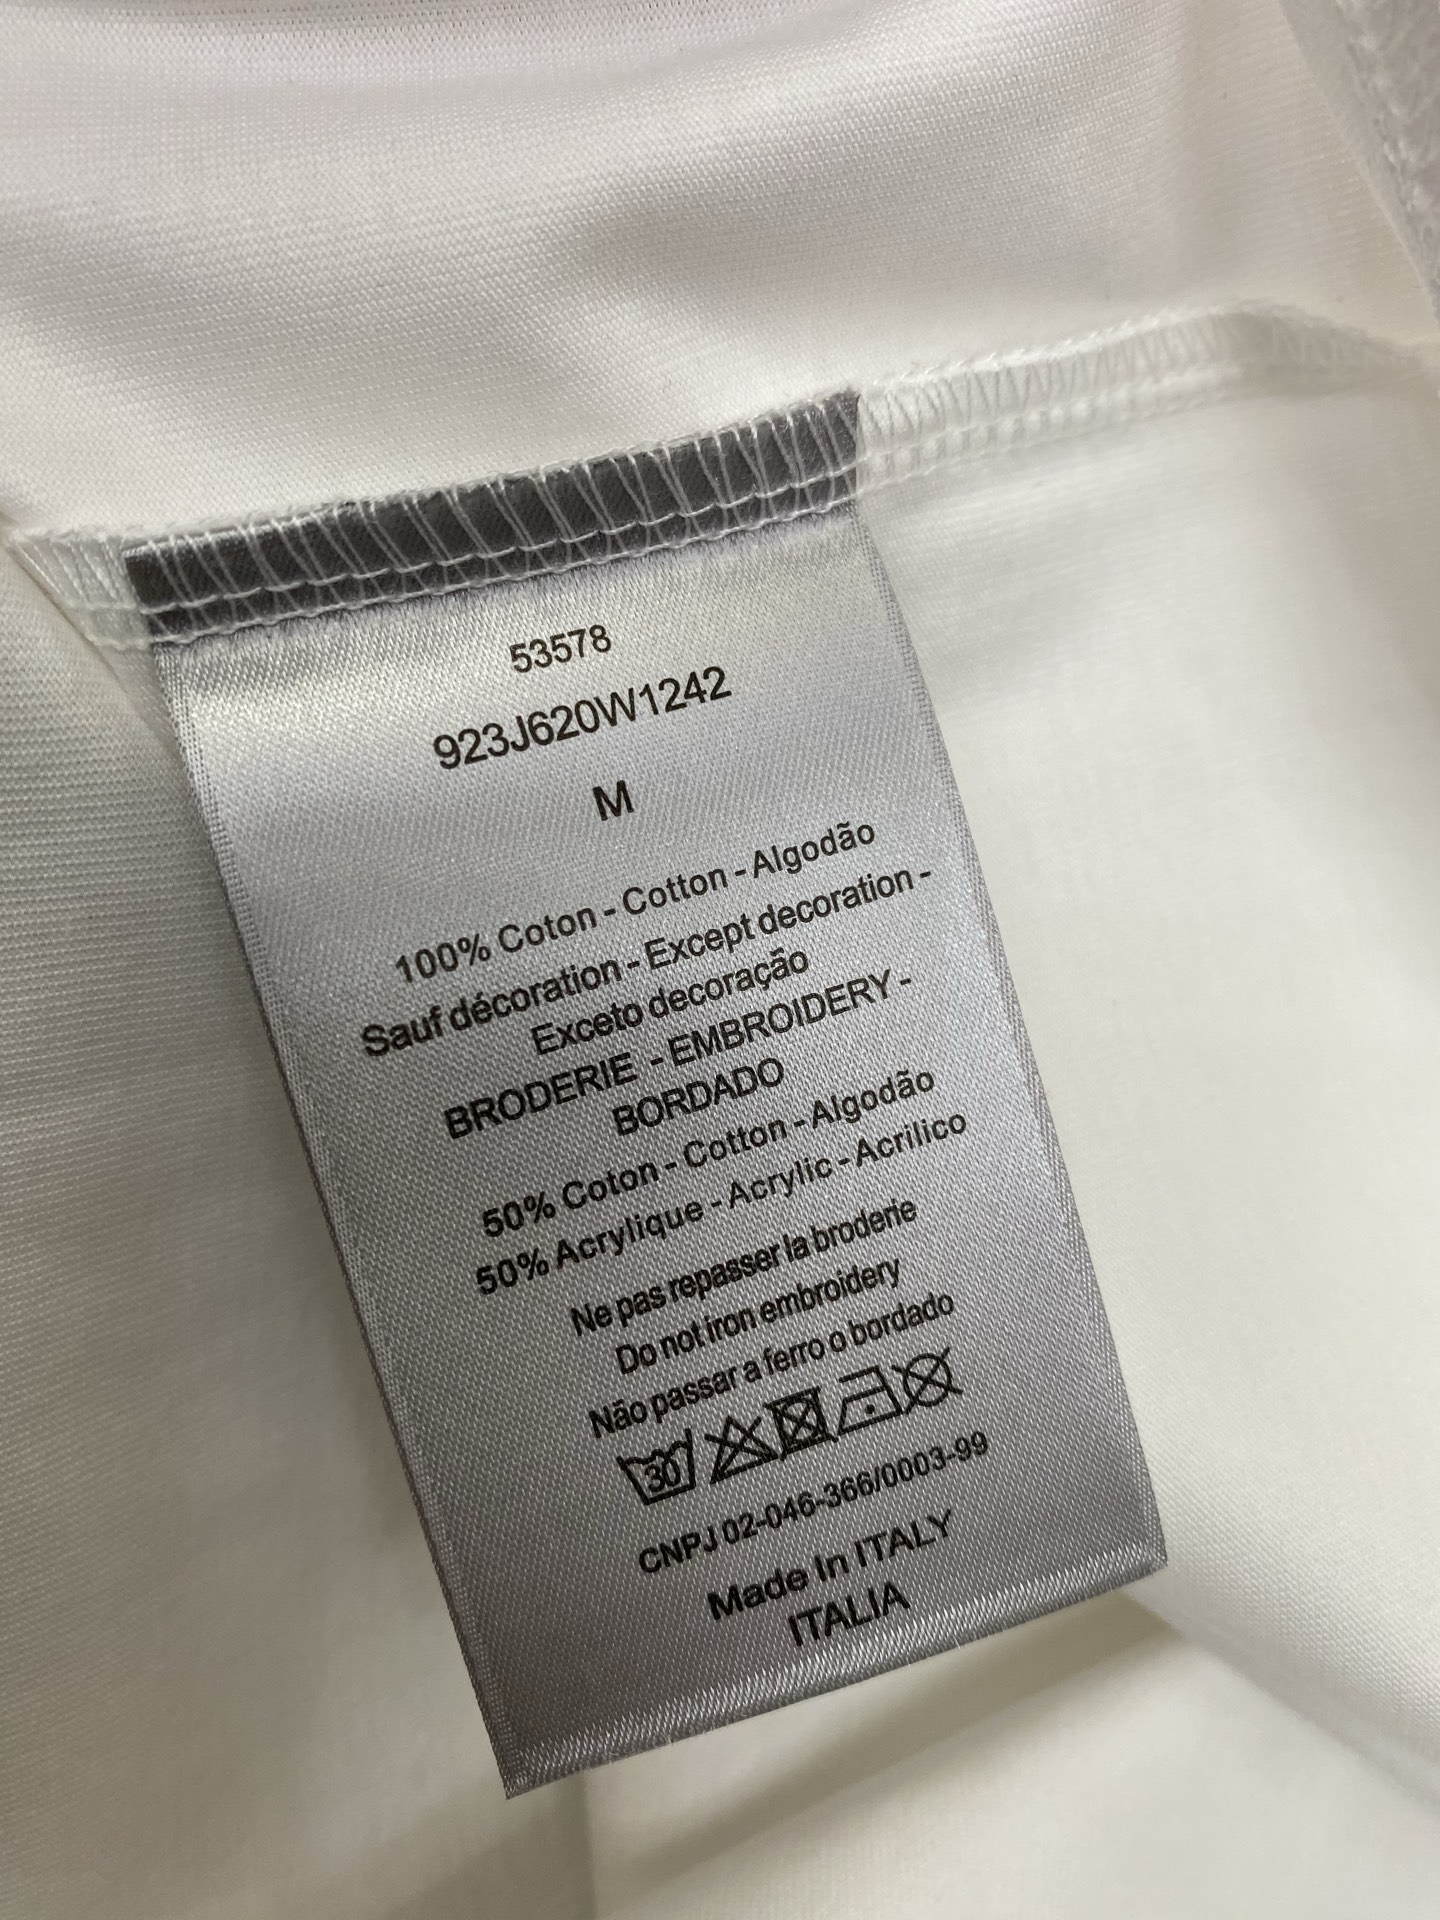 53578
923J620W1242
M
100% Coton - Cotton - Algodão
Sauf décoration - Except decoration -
Exceto decoração
BRODERIE - EMBROIDERY -
BORDADO
50% Coton - Cotton - Algodão
50% Acrylique - Acrylic - Acrilico
Ne pas repasser la broderie
Do not iron embroidery
Não passar a ferro o bordado
30
CNPJ 02-046-366/0003-99
Made In ITALY
ITALIA